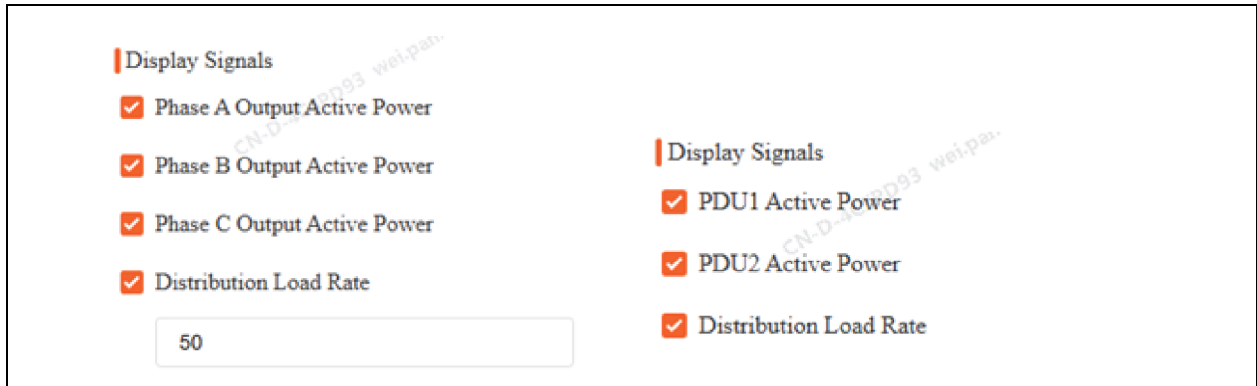 Display Signals
Phase A Output Active Power
Phase B Output Active Power
Phase C Output Active Power
Distribution Load Rate
50
Display Signals
PDU1 Active Power
PDU2 Active Power
Distribution Load Rate